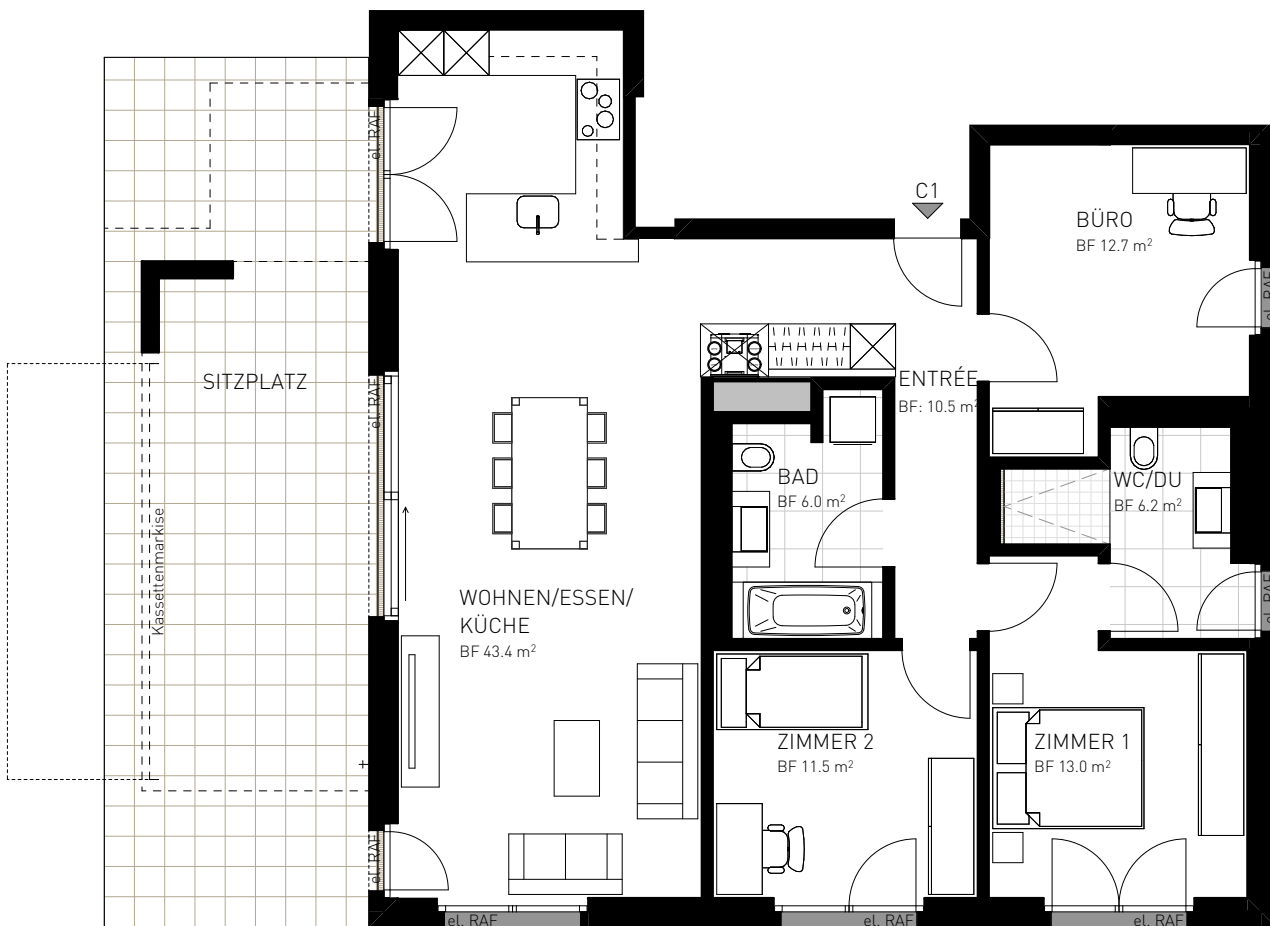 C1
BÜRO
BF 12.7 m²
el. RAF
el. RAF
SITZPLATZ
el. RAF
ENTRÉE
BF: 10.5 m²
BAD
BF 6.0 m²
WC/DU
BF 6.2 m²
Kassettenmarkise
WOHNEN/ESSEN/
KÜCHE
BF 43.4 m²
el. RAF
ZIMMER 2
BF 11.5 m²
ZIMMER 1
BF 13.0 m²
el. RAF
el. RAF
el. RAF
el. RAF